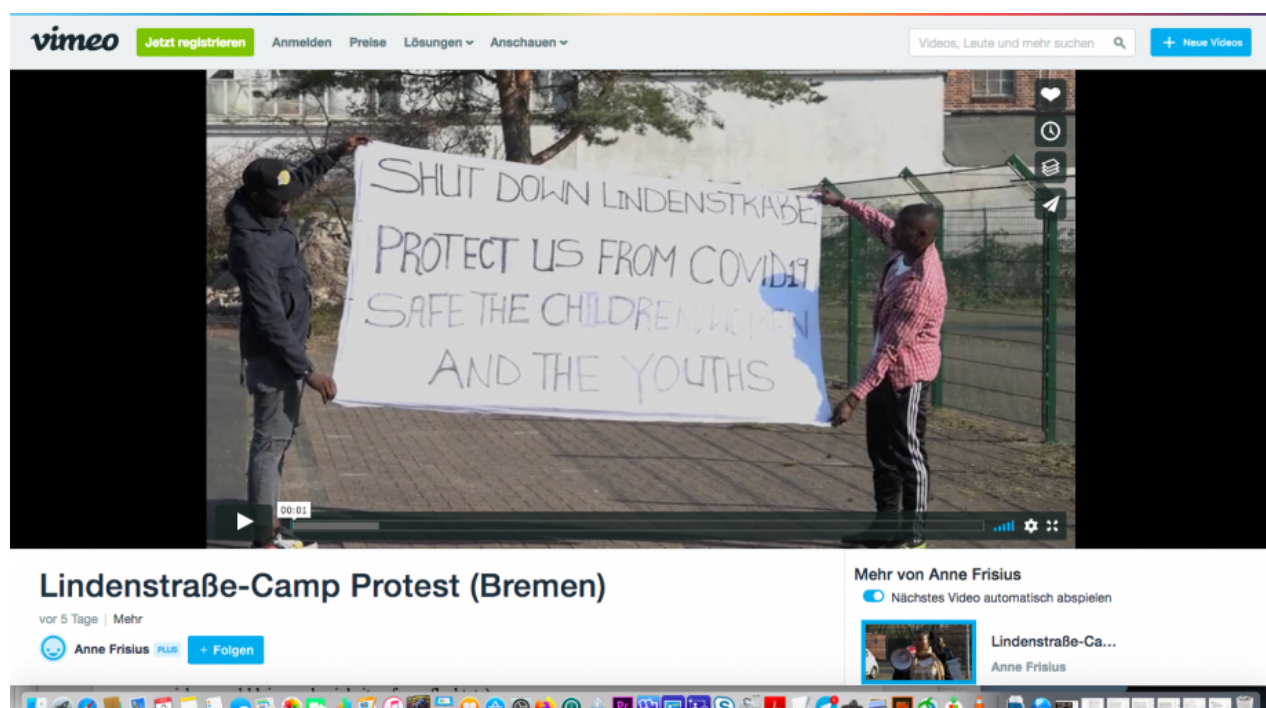 vimeo
Jetzt registrieren Anmelden Preise Lösungen Anschauen Videos, Leute und mehr suchen + Neue Videos
SHUT DOWN LINDENSTRAßE
PROTECT US FROM COVID19
SAFE THE CHILDREN, WOMEN
AND THE YOUTHS
00:01
Lindenstraße-Camp Protest (Bremen)
vor 5 Tage | Mehr
Anne Frisius PLUS + Folgen
Mehr von Anne Frisius
Nächstes Video automatisch abspielen
Lindenstraße-Ca...
Anne Frisius